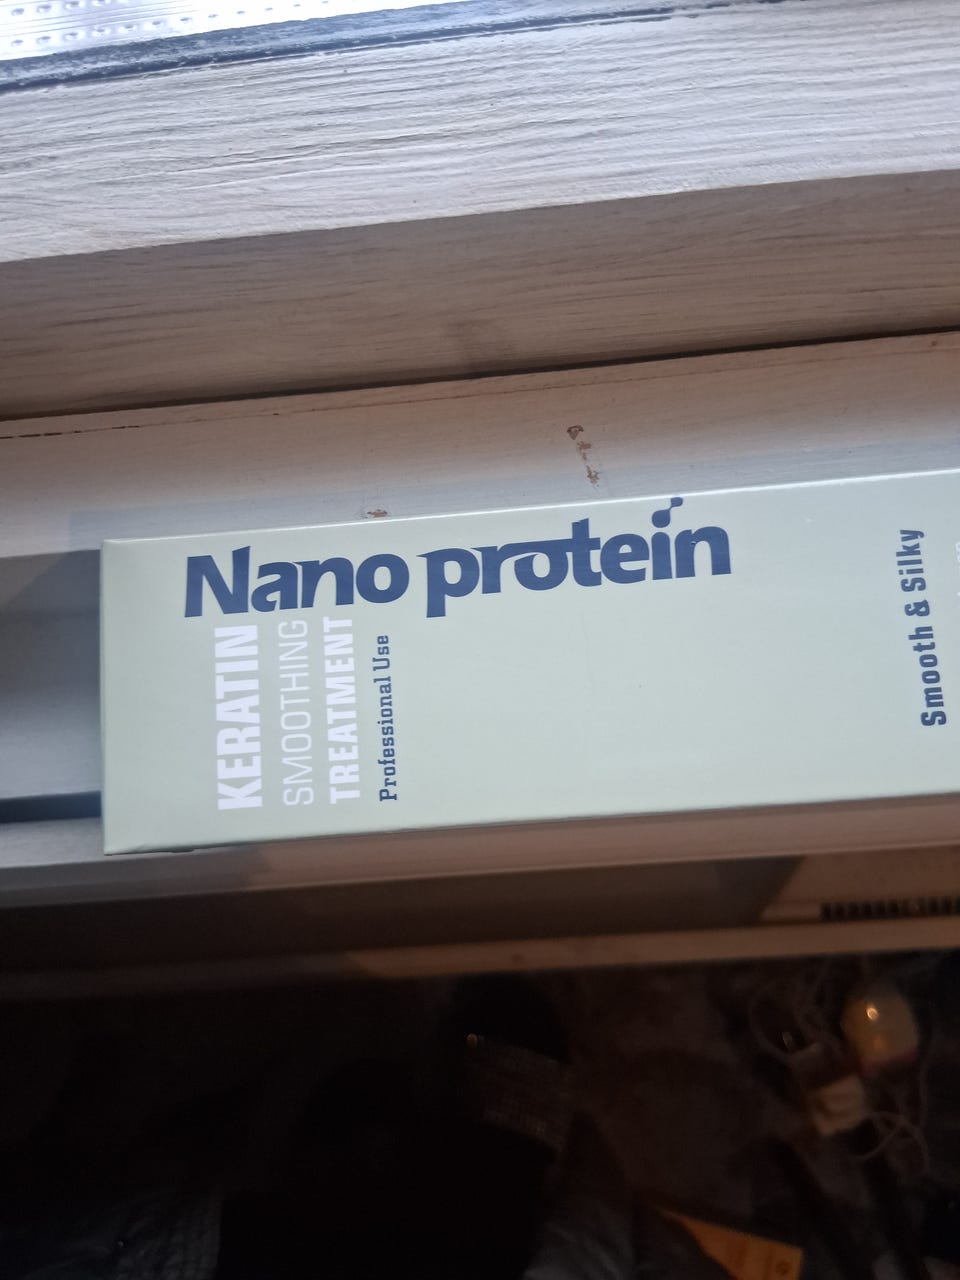 Nano protein
KERATIN
SMOOTHING
TREATMENT
Professional Use
Smooth & Silky